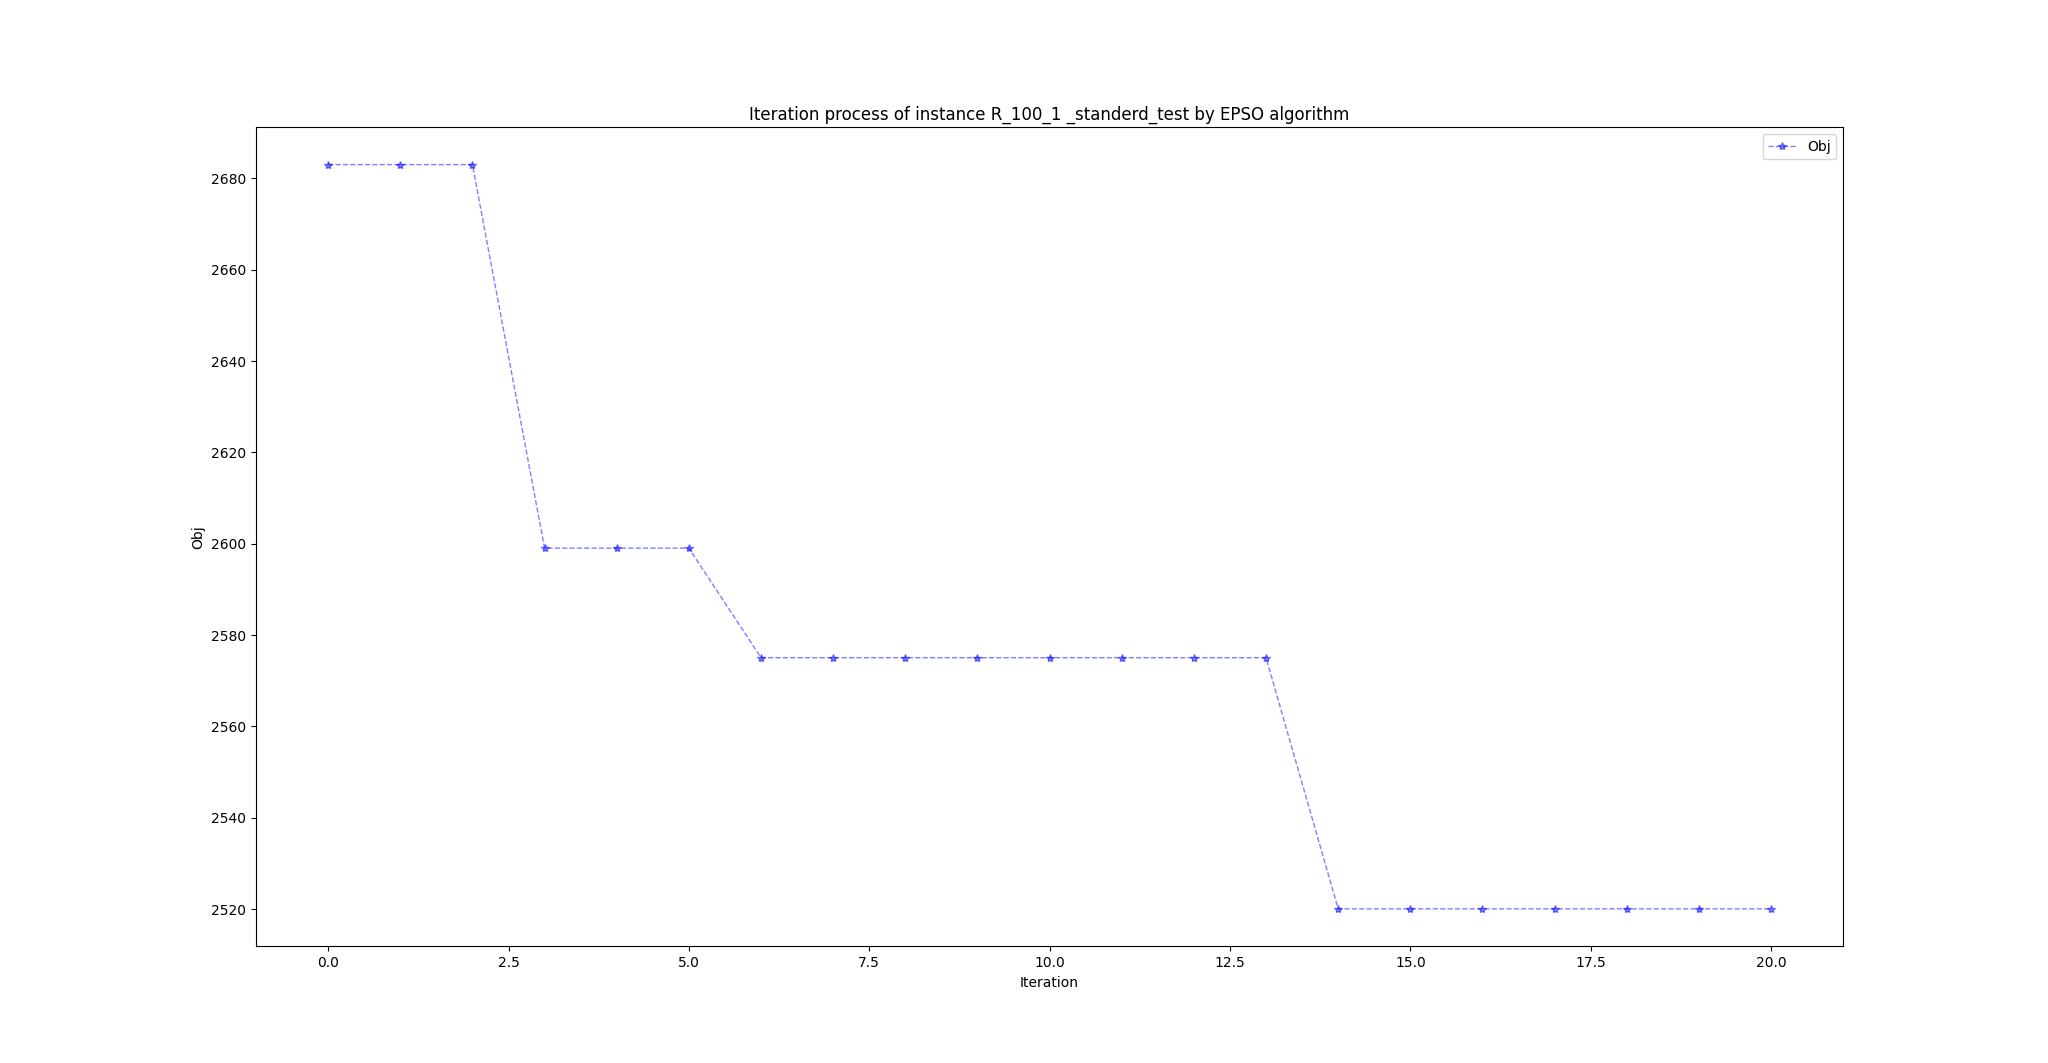 Iteration process of instance R_100_1 _standerd_test by EPSO algorithm
Obj
2680
2660
2640
2620
2600
2580
2560
2540
2520
Obj
0.0 2.5 5.0 7.5 10.0 12.5 15.0 17.5 20.0
Iteration